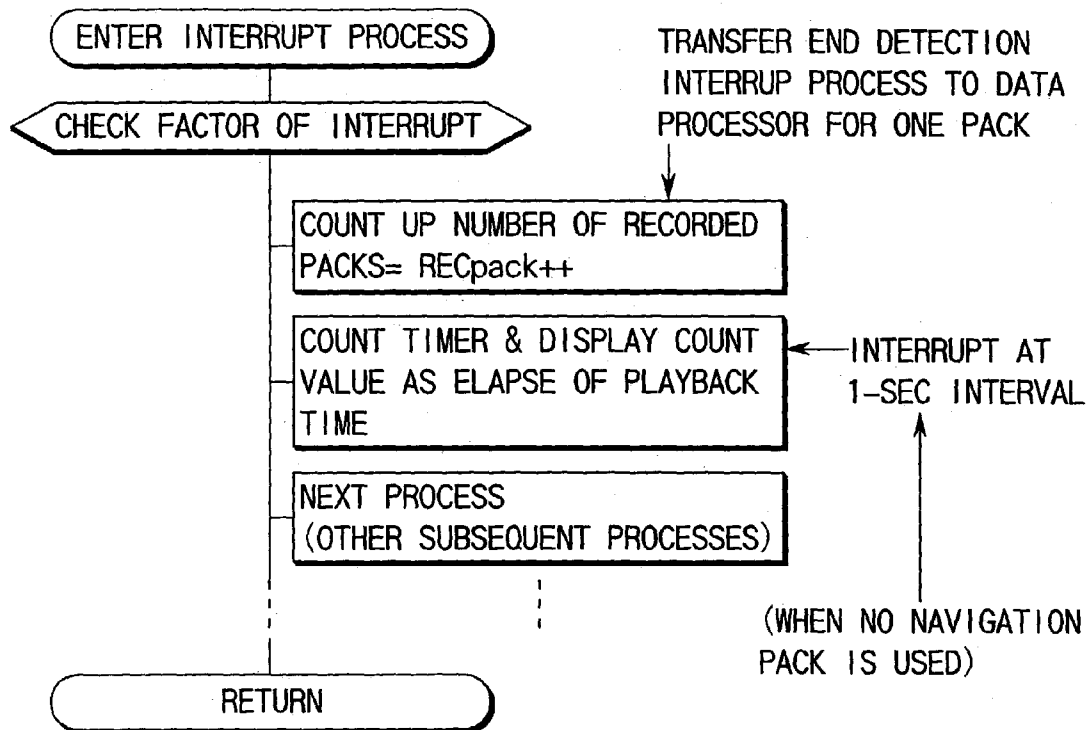 ENTER INTERRUPT PROCESS
CHECK FACTOR OF INTERRUPT
TRANSFER END DETECTION
INTERRUP PROCESS TO DATA
PROCESSOR FOR ONE PACK
COUNT UP NUMBER OF RECORDED
PACKS= RECpack++
COUNT TIMER & DISPLAY COUNT
VALUE AS ELAPSE OF PLAYBACK
TIME
INTERRUPT AT
1-SEC INTERVAL
NEXT PROCESS
(OTHER SUBSEQUENT PROCESSES)
(WHEN NO NAVIGATION
PACK IS USED)
RETURN